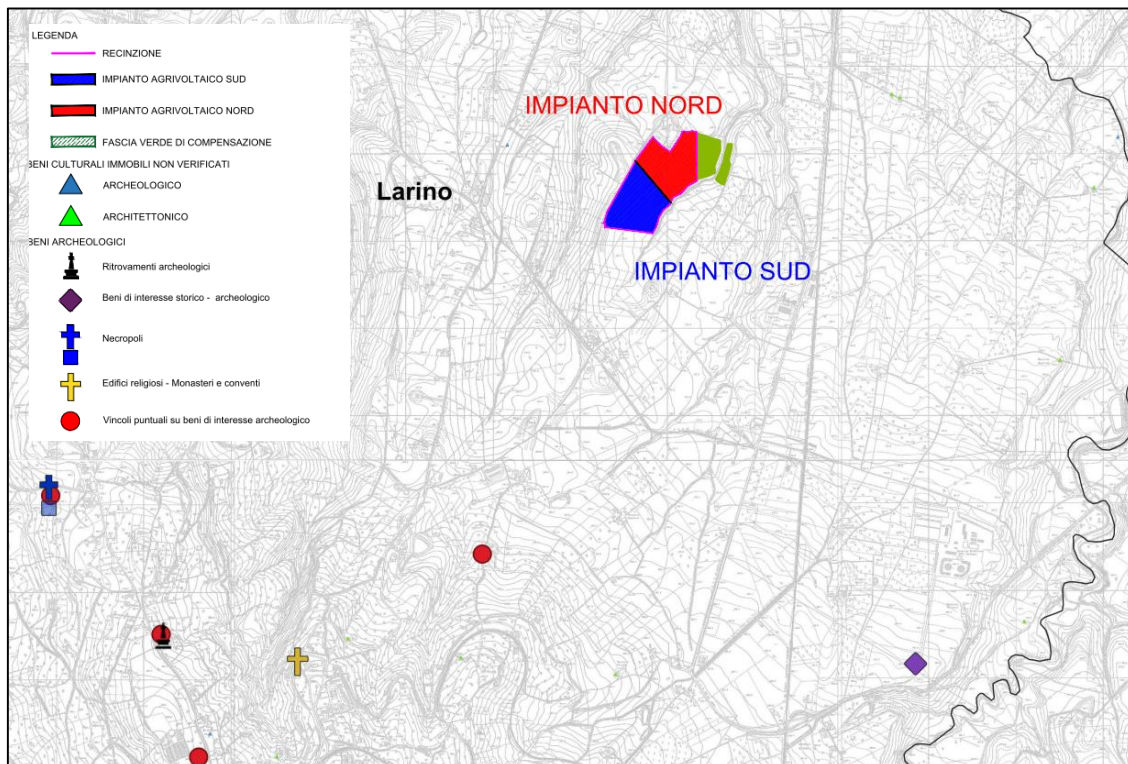 LEGENDA
RECINZIONE
IMPIANTO AGRIVOLTAICO SUD
IMPIANTO AGRIVOLTAICO NORD
FASCIA VERDE DI COMPENSAZIONE
BENI CULTURALI IMMOBILI NON VERIFICATI
ARCHEOLOGICO
ARCHITETTONICO
BENI ARCHEOLOGICI
Ritrovamenti archeologici
Beni di interesse storico - archeologico
Necropoli
Edifici religiosi - Monasteri e conventi
Vincoli puntuali su beni di interesse archeologico
IMPIANTO NORD
Larino
IMPIANTO SUD